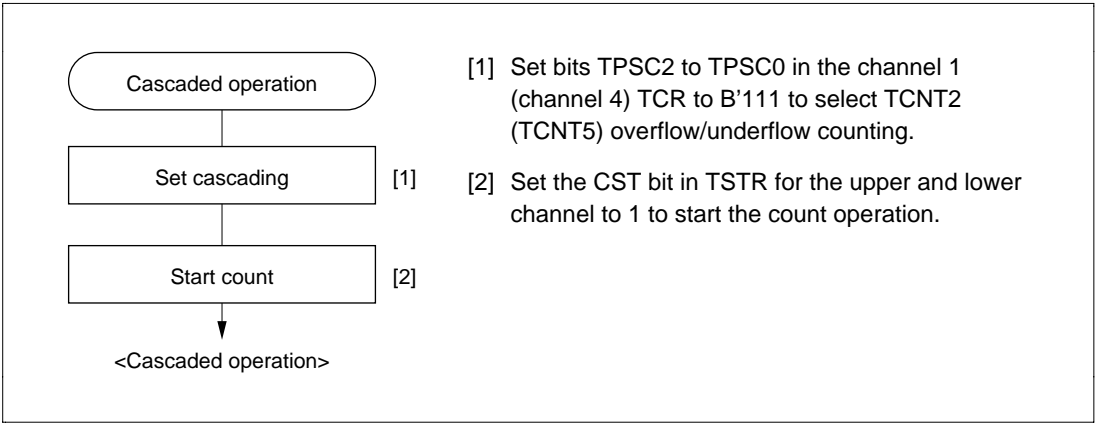 Cascaded operation
Set cascading
[1]
Start count
[2]
<Cascaded operation>
[1] Set bits TPSC2 to TPSC0 in the channel 1
(channel 4) TCR to B'111 to select TCNT2
(TCNT5) overflow/underflow counting.
[2] Set the CST bit in TSTR for the upper and lower
channel to 1 to start the count operation.